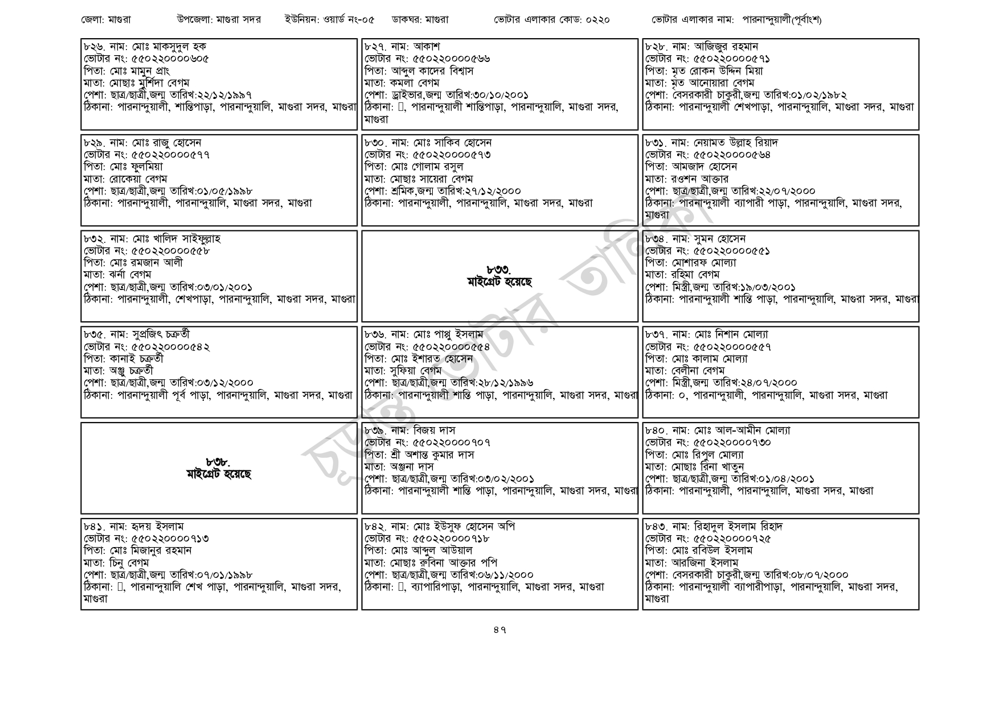 জেলা: মাগুরা উপজেলা: মাগুরা সদর ইউনিয়ন: ওয়ার্ড নং-০৫ ডাকঘর: মাগুরা ভোটার এলাকার কোড: ০২২০ ভোটার এলাকার নাম: পারনান্দুয়ালী(পূর্বাংশ)
৮২৬. নাম: মোঃ মাকসুদুল হক
ভোটার নং: ৫৫০২২০০০০৬০৫
পিতা: মোঃ মামুন প্রাং
মাতা: মোছাঃ মুর্শিদা বেগম
পেশা: ছাত্র/ছাত্রী,জন্ম তারিখ:২২/১২/১৯৯৭
ঠিকানা: পারনান্দুয়ালী, শান্তিপাড়া, পারনান্দুয়ালি, মাগুরা সদর, মাগুরা
৮২৭. নাম: আকাশ
ভোটার নং: ৫৫০২২০০০০৫৬৬
পিতা: আব্দুল কাদের বিশ্বাস
মাতা: কমলা বেগম
পেশা: ড্রাইভার,জন্ম তারিখ:৩০/১০/২০০১
ঠিকানা: , পারনান্দুয়ালী শান্তিপাড়া, পারনান্দুয়ালি, মাগুরা সদর,
মাগুরা
৮২৮. নাম: আজিজুর রহমান
ভোটার নং: ৫৫০২২০০০০৫৭১
পিতা: মৃত রোকন উদ্দিন মিয়া
মাতা: মৃত আনোয়ারা বেগম
পেশা: বেসরকারী চাকুরী,জন্ম তারিখ:০১/০২/১৯৮২
ঠিকানা: পারনান্দুয়ালী শেখপাড়া, পারনান্দুয়ালি, মাগুরা সদর, মাগুরা
৮২৯. নাম: মোঃ রাজু হোসেন
ভোটার নং: ৫৫০২২০০০০৫৭৭
পিতা: মোঃ ফুলমিয়া
মাতা: রোকেয়া বেগম
পেশা: ছাত্র/ছাত্রী,জন্ম তারিখ:০১/০৫/১৯৯৮
ঠিকানা: পারনান্দুয়ালী, পারনান্দুয়ালি, মাগুরা সদর, মাগুরা
৮৩০. নাম: মোঃ সাকিব হোসেন
ভোটার নং: ৫৫০২২০০০০৫৭৩
পিতা: মোঃ গোলাম রসুল
মাতা: মোছাঃ সায়েরা বেগম
পেশা: শ্রমিক,জন্ম তারিখ:২৭/১২/২০০০
ঠিকানা: পারনান্দুয়ালী, পারনান্দুয়ালি, মাগুরা সদর, মাগুরা
৮৩১. নাম: নেয়ামত উল্লাহ রিয়াদ
ভোটার নং: ৫৫০২২০০০০৫৬৪
পিতা: আমজাদ হোসেন
মাতা: রওশন আক্তার
পেশা: ছাত্র/ছাত্রী,জন্ম তারিখ:২২/০৭/২০০০
ঠিকানা: পারনান্দুয়ালী ব্যাপারী পাড়া, পারনান্দুয়ালি, মাগুরা সদর,
মাগুরা
৮৩২. নাম: মোঃ খালিদ সাইফুল্লাহ
ভোটার নং: ৫৫০২২০০০০৫৫৮
পিতা: মোঃ রমজান আলী
মাতা: ঝর্না বেগম
পেশা: ছাত্র/ছাত্রী,জন্ম তারিখ:০৩/০১/২০০১
ঠিকানা: পারনান্দুয়ালী, শেখপাড়া, পারনান্দুয়ালি, মাগুরা সদর, মাগুরা
৮৩৩.
মাইগ্রেট হয়েছে
৮৩৪. নাম: সুমন হোসেন
ভোটার নং: ৫৫০২২০০০০৫৫১
পিতা: মোশারফ মোল্যা
মাতা: রহিমা বেগম
পেশা: মিস্ত্রী,জন্ম তারিখ:১৯/০৩/২০০১
ঠিকানা: পারনান্দুয়ালী শান্তি পাড়া, পারনান্দুয়ালি, মাগুরা সদর, মাগুরা
৮৩৫. নাম: সুপ্রজিৎ চক্রর্তী
ভোটার নং: ৫৫০২২০০০০৫৪২
পিতা: কানাই চক্রর্তী
মাতা: অঞ্জু চক্রর্তী
পেশা: ছাত্র/ছাত্রী,জন্ম তারিখ:০৩/১২/২০০০
ঠিকানা: পারনান্দুয়ালী পূর্ব পাড়া, পারনান্দুয়ালি, মাগুরা সদর, মাগুরা
৮৩৬. নাম: মোঃ পাপ্পু ইসলাম
ভোটার নং: ৫৫০২২০০০০৫৫৪
পিতা: মোঃ ইশারত হোসেন
মাতা: সুফিয়া বেগম
পেশা: ছাত্র/ছাত্রী,জন্ম তারিখ:২৮/১২/১৯৯৬
ঠিকানা: পারনান্দুয়ালী শান্তি পাড়া, পারনান্দুয়ালি, মাগুরা সদর, মাগুরা
৮৩৭. নাম: মোঃ নিশান মোল্যা
ভোটার নং: ৫৫০২২০০০০৫৫৭
পিতা: মোঃ কালাম মোল্যা
মাতা: বেলীনা বেগম
পেশা: মিস্ত্রী,জন্ম তারিখ:২৪/০৭/২০০০
ঠিকানা: ০, পারনান্দুয়ালী, পারনান্দুয়ালি, মাগুরা সদর, মাগুরা
৮৩৮.
মাইগ্রেট হয়েছে
৮৩৯. নাম: বিজয় দাস
ভোটার নং: ৫৫০২২০০০০৭০৭
পিতা: শ্রী অশান্ত কুমার দাস
মাতা: অঞ্জনা দাস
পেশা: ছাত্র/ছাত্রী,জন্ম তারিখ:০৩/০২/২০০১
ঠিকানা: পারনান্দুয়ালী শান্তি পাড়া, পারনান্দুয়ালি, মাগুরা সদর, মাগুরা
৮৪০. নাম: মোঃ আল-আমীন মোল্যা
ভোটার নং: ৫৫০২২০০০০৭৩০
পিতা: মোঃ রিপুল মোল্যা
মাতা: মোছাঃ রিনা খাতুন
পেশা: ছাত্র/ছাত্রী,জন্ম তারিখ:০১/০৪/২০০১
ঠিকানা: পারনান্দুয়ালী, পারনান্দুয়ালি, মাগুরা সদর, মাগুরা
৮৪১. নাম: হৃদয় ইসলাম
ভোটার নং: ৫৫০২২০০০০৭১৩
পিতা: মোঃ মিজানুর রহমান
মাতা: চিনু বেগম
পেশা: ছাত্র/ছাত্রী,জন্ম তারিখ:০৭/০১/১৯৯৮
ঠিকানা: , পারনান্দুয়ালি শেখ পাড়া, পারনান্দুয়ালি, মাগুরা সদর,
মাগুরা
৮৪২. নাম: মোঃ ইউসুফ হোসেন অপি
ভোটার নং: ৫৫০২২০০০০৭১৮
পিতা: মোঃ আব্দুল আউয়াল
মাতা: মোছাঃ রুবিনা আক্তার পপি
পেশা: ছাত্র/ছাত্রী,জন্ম তারিখ:০৬/১১/২০০০
ঠিকানা: , ব্যাপারিপাড়া, পারনান্দুয়ালি, মাগুরা সদর, মাগুরা
৮৪৩. নাম: রিহাদুল ইসলাম রিহাদ
ভোটার নং: ৫৫০২২০০০০৭২৫
পিতা: মোঃ রবিউল ইসলাম
মাতা: আরজিনা ইসলাম
পেশা: বেসরকারী চাকুরী,জন্ম তারিখ:০৮/০৭/২০০০
ঠিকানা: পারনান্দুয়ালী ব্যাপারীপাড়া, পারনান্দুয়ালি, মাগুরা সদর,
মাগুরা
চূড়ান্ত ভোটার তালিকা
৪৭